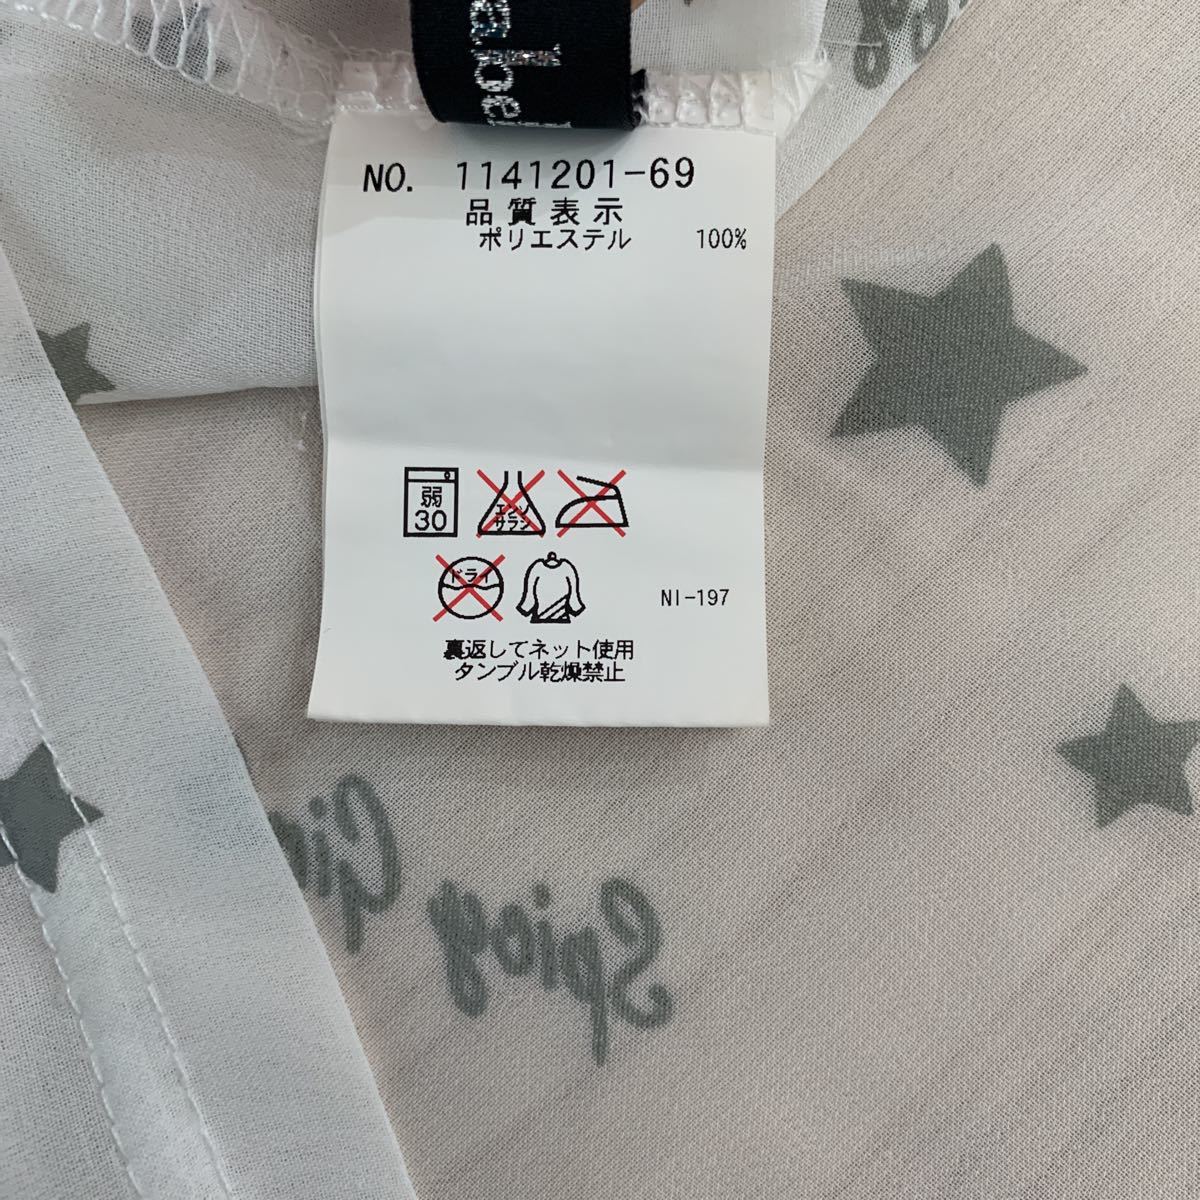 NO. 1141201-69
品質表示
ポリエステル 100%
弱
30
エンソ
サラシ
ドライ
NI-197
裏返してネット使用
タンブル乾燥禁止